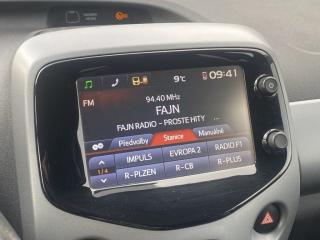 9°C 09:41
FM
94.40 MHz
FAJN
FAJN RADIO - PROSTE HITY ...
Předvolby Stanice Manuálně
IMPULS EVROPA 2 RADIO F1
1/4
R-PLZEN R-CB R-PLUS